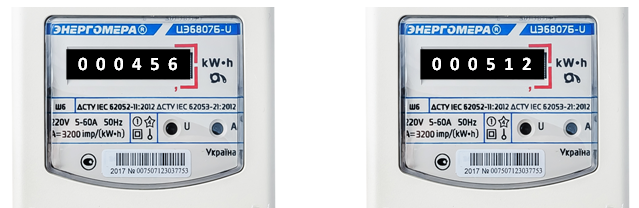 ЭНЕРГОМЕРА® ЦЭ6807Б-U
000456 kW•h
Ш6 ДСТУ IEC 62052-11:2012 ДСТУ IEC 62053-21:2012
220V 5-60A 50Hz
A=3200 imp/(kW•h) U A
Україна
2017 № 007507123037753
ЭНЕРГОМЕРА® ЦЭ6807Б-U
000512 kW•h
Ш6 ДСТУ IEC 62052-11:2012 ДСТУ IEC 62053-21:2012
220V 5-60A 50Hz
A=3200 imp/(kW•h) U A
Україна
2017 № 007507123037753